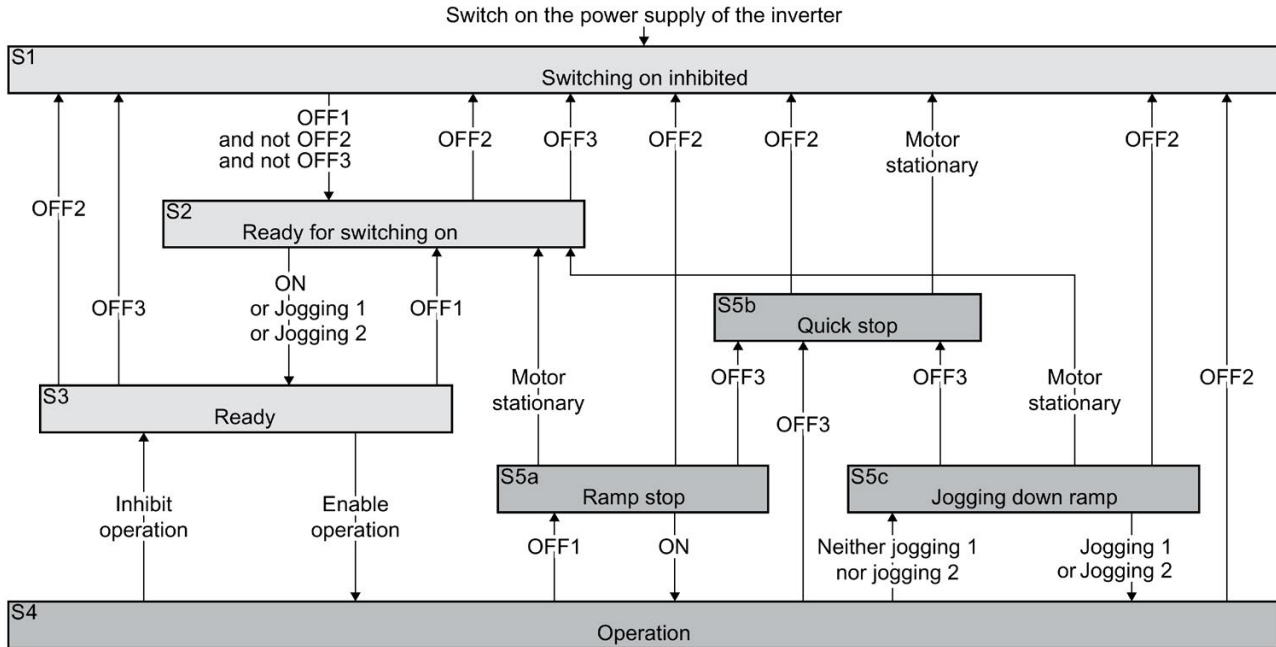 Switch on the power supply of the inverter
S1
Switching on inhibited
OFF1
and not OFF2
and not OFF3
OFF2
OFF3
OFF2
OFF2
Motor
stationary
OFF2
OFF2
S2
Ready for switching on
OFF3
ON
or Jogging 1
or Jogging 2
OFF1
S5b
Quick stop
S3
Ready
Motor
stationary
OFF3
OFF3
OFF3
Motor
stationary
OFF2
S5a
Ramp stop
S5c
Jogging down ramp
Inhibit
operation
Enable
operation
OFF1
ON
Neither jogging 1
nor jogging 2
Jogging 1
or Jogging 2
S4
Operation